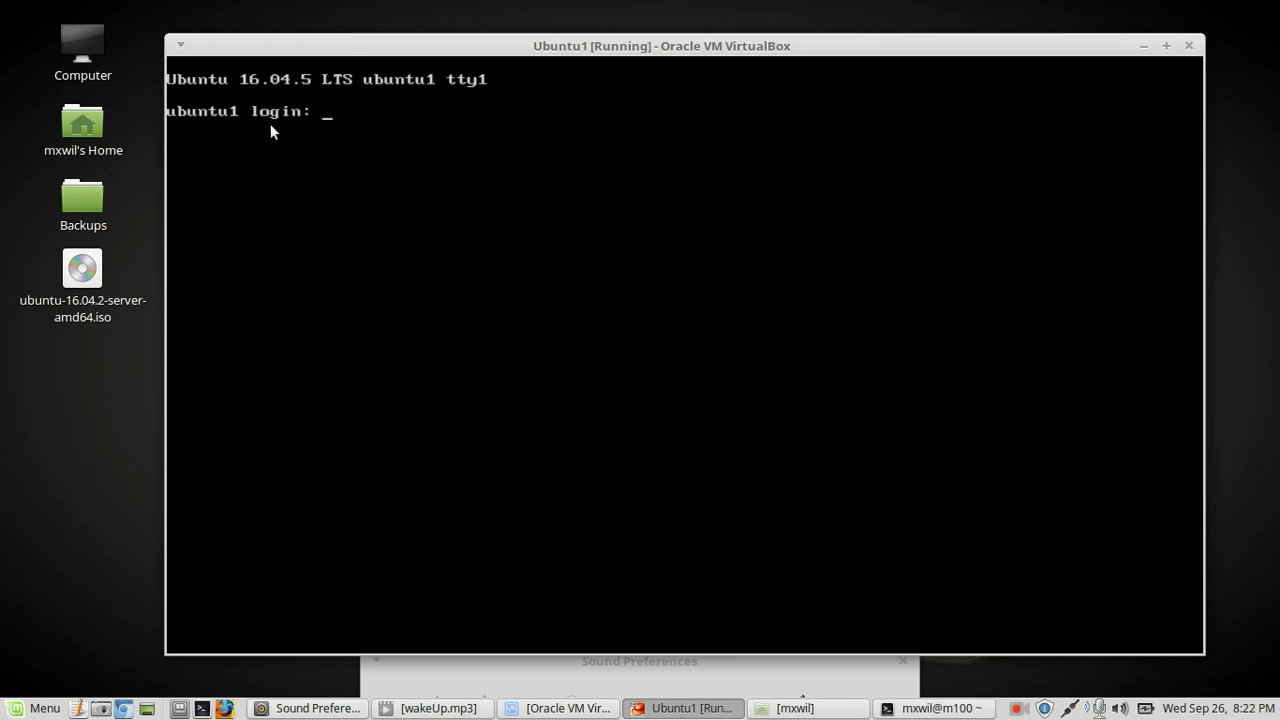 Computer
mxwil's Home
Backups
ubuntu-16.04.2-server-
amd64.iso
Ubuntu1 [Running] - Oracle VM VirtualBox
Ubuntu 16.04.5 LTS ubuntu1 tty1
ubuntu1 login: _
Sound Preferences
Menu
Sound Prefere...
[wakeUp.mp3]
[Oracle VM Vir...
Ubuntu1 [Run...
[mxwil]
mxwil@m100 ~
Wed Sep 26, 8:22 PM